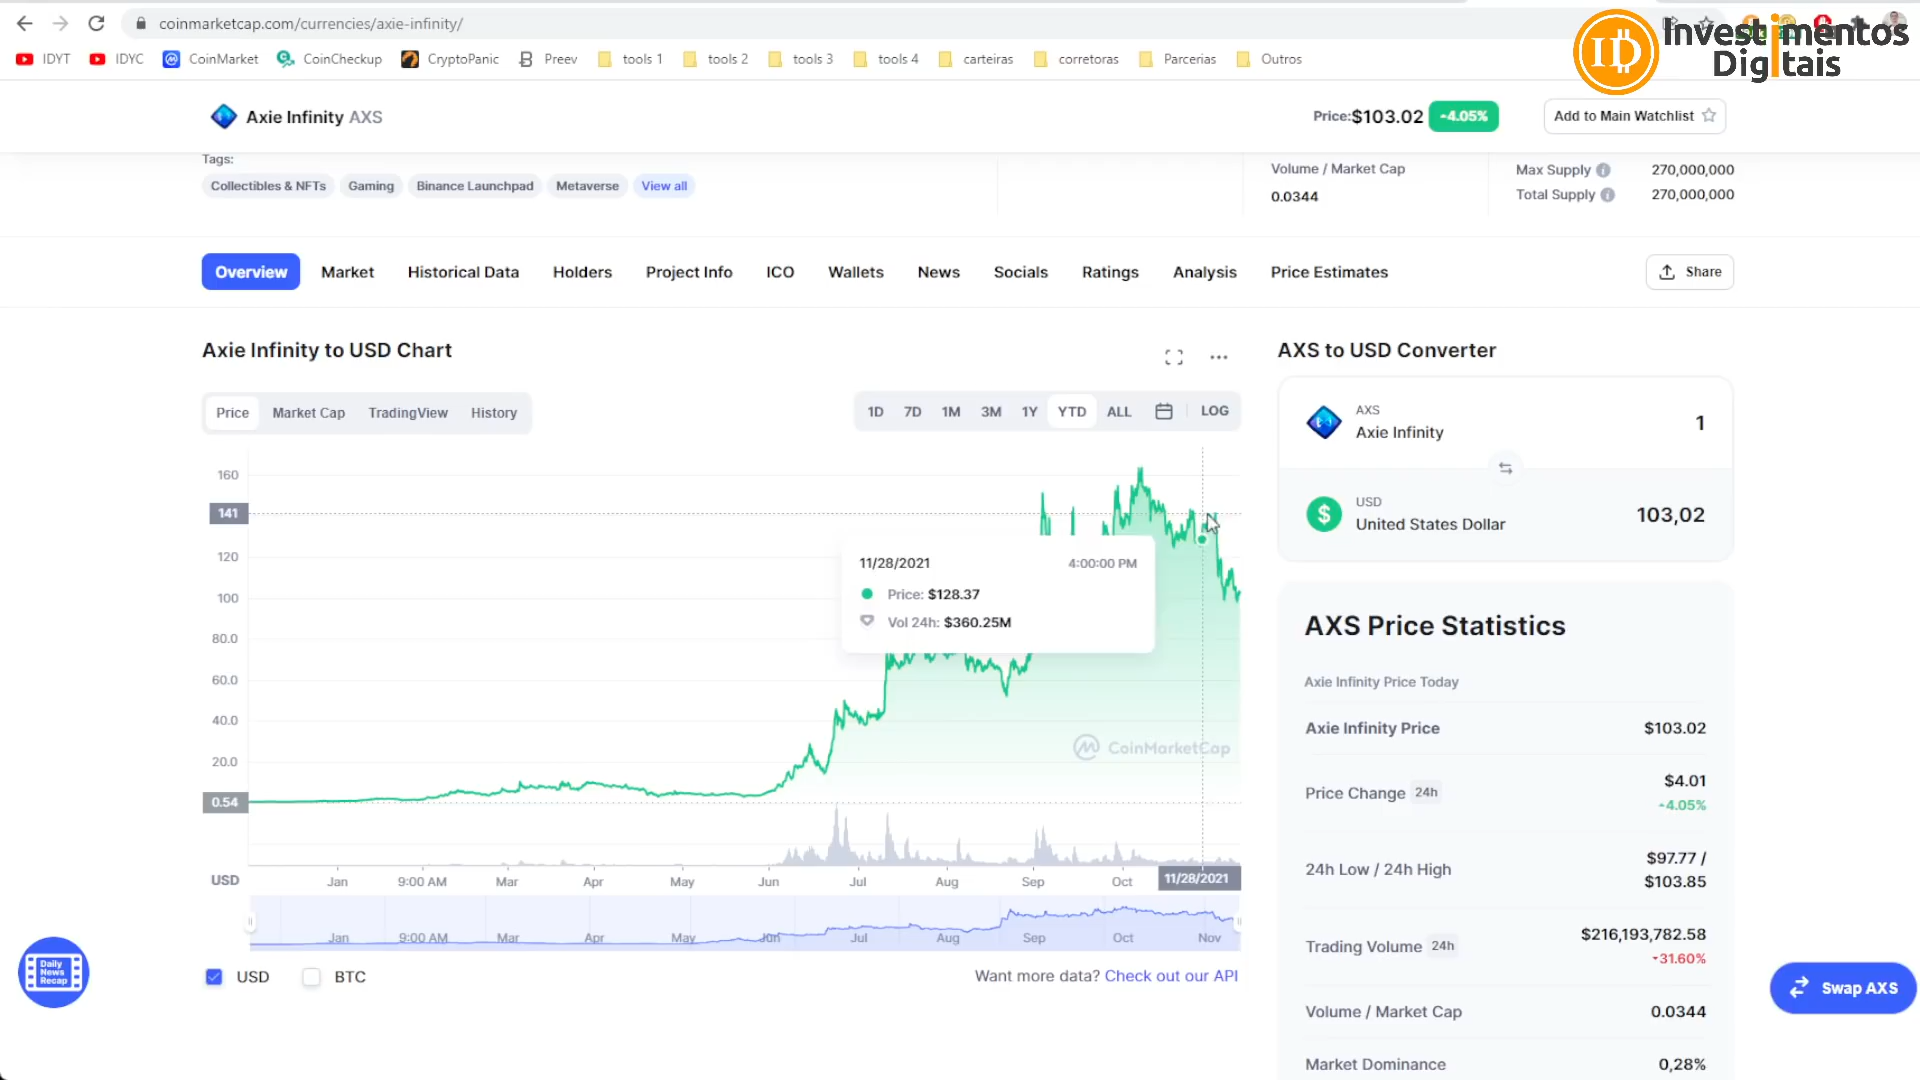 coinmarketcap.com/currencies/axie-infinity/
IDYT
IDYC
CoinMarket
CoinCheckup
CryptoPanic
Preev
tools 1
tools 2
tools 3
tools 4
carteiras
corretoras
Parcerias
Outros
ID
Investimentos
Digitais
Axie Infinity AXS
Price:$103.02
4.05%
Add to Main Watchlist
Tags:
Collectibles & NFTs
Gaming
Binance Launchpad
Metaverse
View all
Volume / Market Cap
0.0344
Max Supply
270,000,000
Total Supply
270,000,000
Overview
Market
Historical Data
Holders
Project Info
ICO
Wallets
News
Socials
Ratings
Analysis
Price Estimates
Share
Axie Infinity to USD Chart
Price
Market Cap
TradingView
History
1D
7D
1M
3M
1Y
YTD
ALL
LOG
160
141
120
100
80.0
60.0
40.0
20.0
0.54
11/28/2021
4:00:00 PM
Price: $128.37
Vol 24h: $360.25M
CoinMarketCap
USD
Jan
9:00 AM
Mar
Apr
May
Jun
Jul
Aug
Sep
Oct
11/28/2021
Jan
9:00 AM
Mar
Apr
May
Jun
Jul
Aug
Sep
Oct
Nov
USD
BTC
Want more data? Check out our API
Daily
News
Recap
AXS to USD Converter
AXS
Axie Infinity
1
USD
United States Dollar
103,02
AXS Price Statistics
Axie Infinity Price Today
Axie Infinity Price
$103.02
Price Change 24h
$4.01
4.05%
24h Low / 24h High
$97.77 /
$103.85
Trading Volume 24h
$216,193,782.58
31.60%
Volume / Market Cap
0.0344
Market Dominance
0,28%
Swap AXS